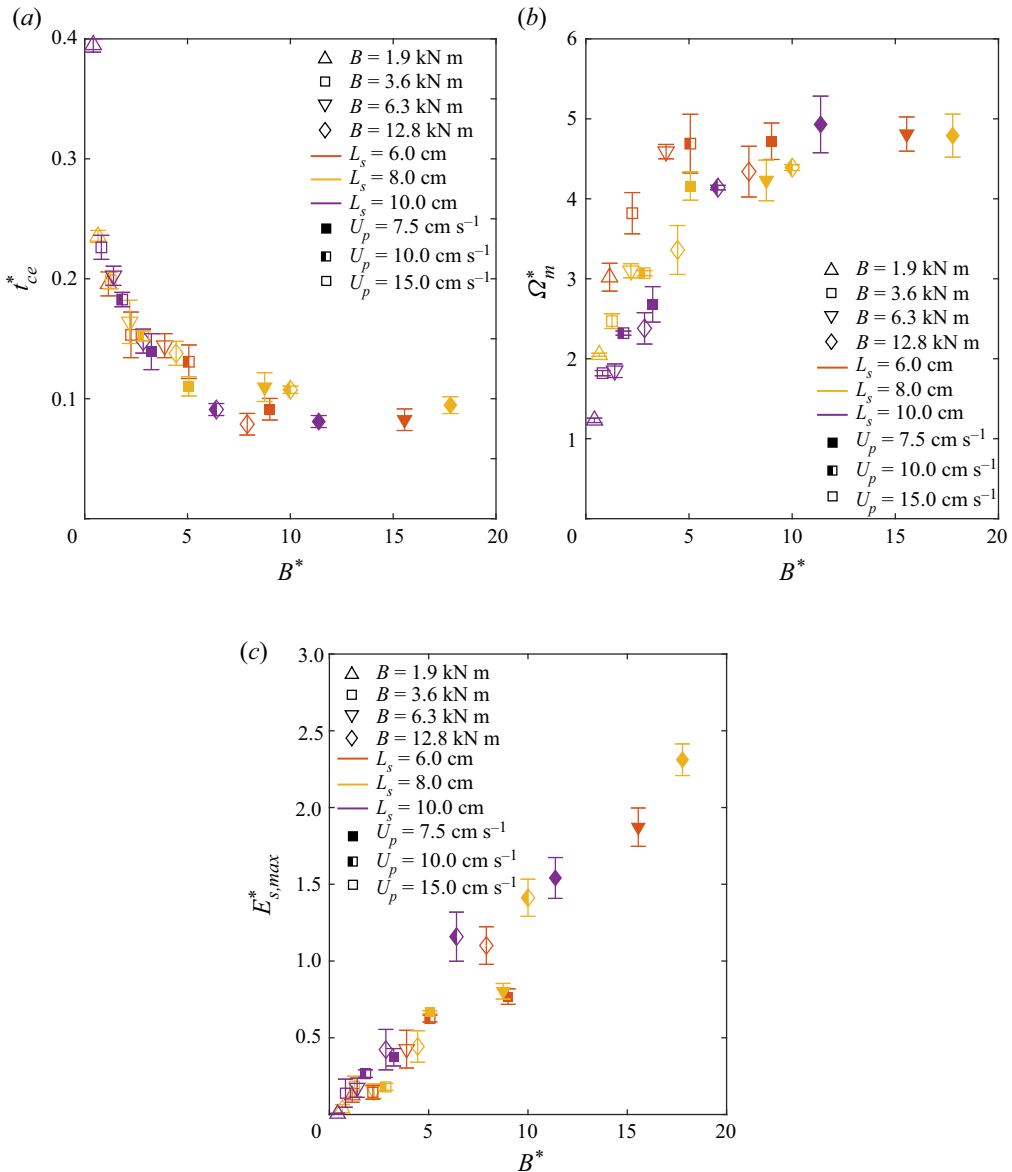 (a)
0.4
0.3
0.2
0.1
0
5
10
15
20
t*ce
B*
B = 1.9 kN m
B = 3.6 kN m
B = 6.3 kN m
B = 12.8 kN m
Ls = 6.0 cm
Ls = 8.0 cm
Ls = 10.0 cm
Up = 7.5 cm s–1
Up = 10.0 cm s–1
Up = 15.0 cm s–1
(b)
6
5
4
3
2
1
0
5
10
15
20
Ω*m
B*
B = 1.9 kN m
B = 3.6 kN m
B = 6.3 kN m
B = 12.8 kN m
Ls = 6.0 cm
Ls = 8.0 cm
Ls = 10.0 cm
Up = 7.5 cm s–1
Up = 10.0 cm s–1
Up = 15.0 cm s–1
(c)
3.0
2.5
2.0
1.5
1.0
0.5
0
5
10
15
20
E*s,max
B*
B = 1.9 kN m
B = 3.6 kN m
B = 6.3 kN m
B = 12.8 kN m
Ls = 6.0 cm
Ls = 8.0 cm
Ls = 10.0 cm
Up = 7.5 cm s–1
Up = 10.0 cm s–1
Up = 15.0 cm s–1